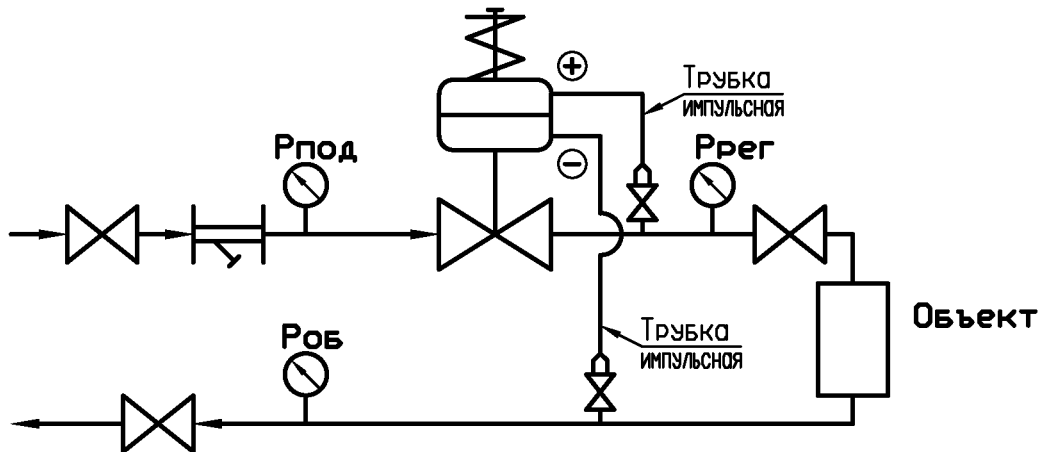 +
Трубка
импульсная
Рпод
−
Ррег
Объект
Роб
Трубка
импульсная